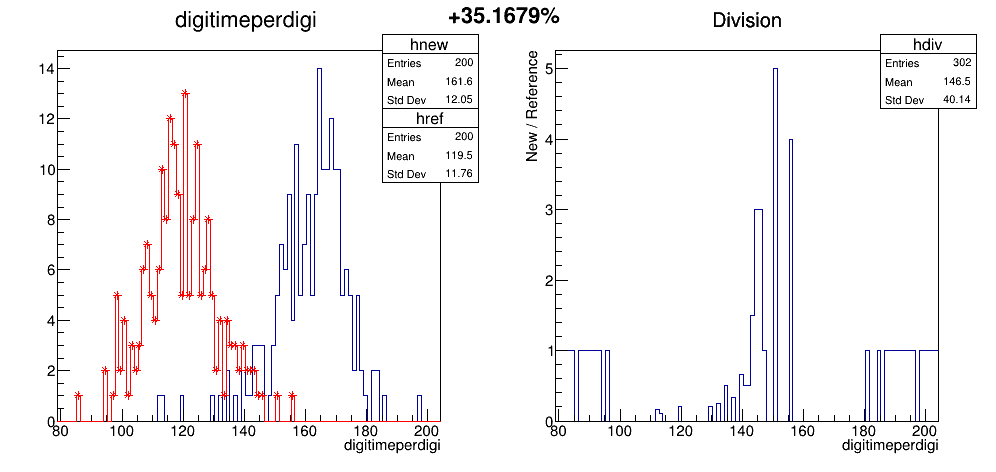 +35.1679%
digitimeperdigi
hnew
Entries 200
Mean 161.6
Std Dev 12.05
href
Entries 200
Mean 119.5
Std Dev 11.76
14
12
10
8
6
4
2
0
80 100 120 140 160 180 200
digitimeperdigi
Division
hdiv
Entries 302
Mean 146.5
Std Dev 40.14
New / Reference
5
4
3
2
1
0
80 100 120 140 160 180 200
digitimeperdigi